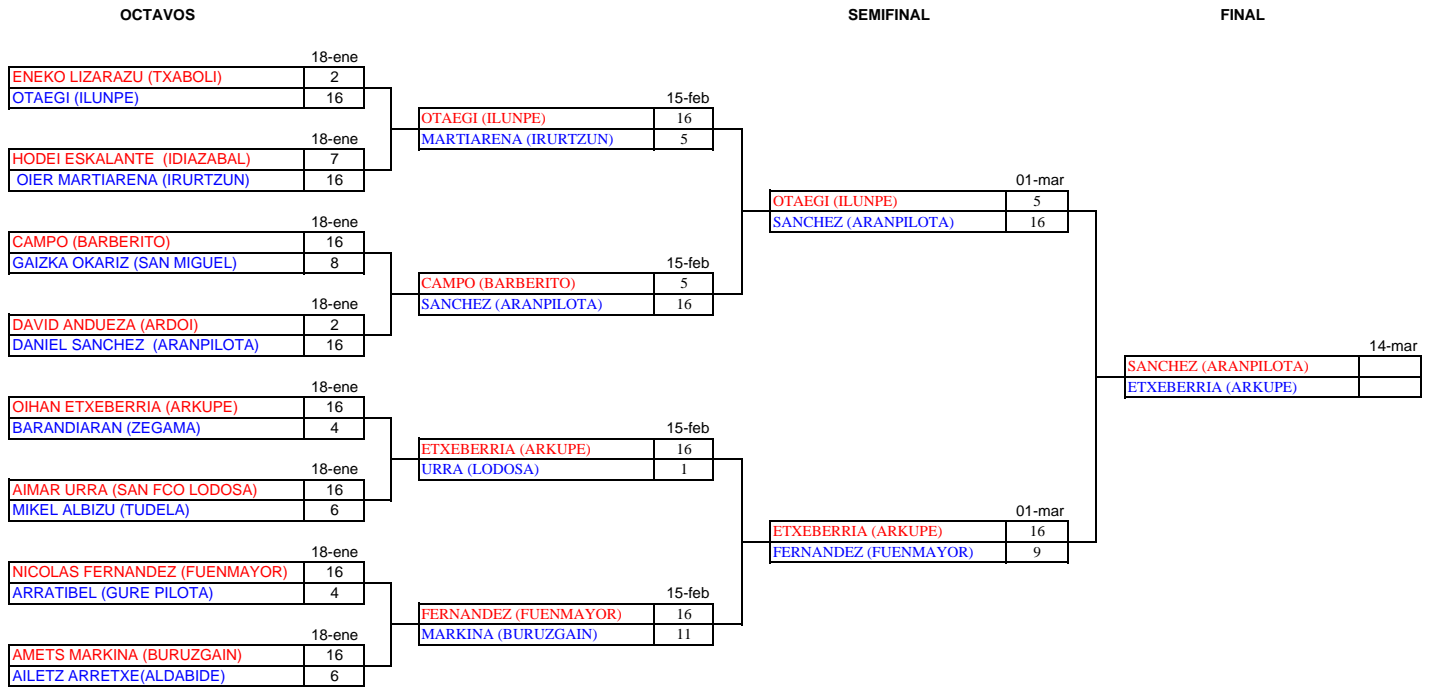 OCTAVOS
SEMIFINAL
FINAL
18-ene
ENEKO LIZARAZU (TXABOLI) 2
OTAEGI (ILUNPE) 16
18-ene
HODEI ESKALANTE (IDIAZABAL) 7
OIER MARTIARENA (IRURTZUN) 16
18-ene
CAMPO (BARBERITO) 16
GAIZKA OKARIZ (SAN MIGUEL) 8
18-ene
DAVID ANDUEZA (ARDOI) 2
DANIEL SANCHEZ (ARANPILOTA) 16
18-ene
OIHAN ETXEBERRIA (ARKUPE) 16
BARANDIARAN (ZEGAMA) 4
18-ene
AIMAR URRA (SAN FCO LODOSA) 16
MIKEL ALBIZU (TUDELA) 6
18-ene
NICOLAS FERNANDEZ (FUENMAYOR) 16
ARRATIBEL (GURE PILOTA) 4
18-ene
AMETS MARKINA (BURUZGAIN) 16
AILETZ ARRETXE(ALDABIDE) 6
15-feb
OTAEGI (ILUNPE) 16
MARTIARENA (IRURTZUN) 5
15-feb
CAMPO (BARBERITO) 5
SANCHEZ (ARANPILOTA) 16
15-feb
ETXEBERRIA (ARKUPE) 16
URRA (LODOSA) 1
15-feb
FERNANDEZ (FUENMAYOR) 16
MARKINA (BURUZGAIN) 11
01-mar
OTAEGI (ILUNPE) 5
SANCHEZ (ARANPILOTA) 16
01-mar
ETXEBERRIA (ARKUPE) 16
FERNANDEZ (FUENMAYOR) 9
14-mar
SANCHEZ (ARANPILOTA)
ETXEBERRIA (ARKUPE)